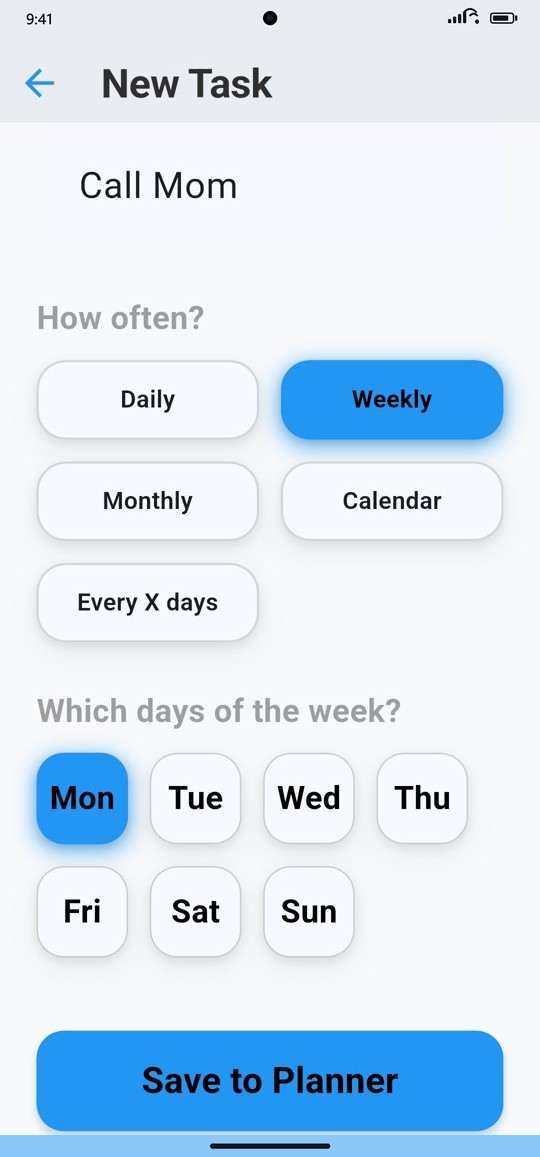 9:41
New Task
Call Mom
How often?
Daily Weekly
Monthly Calendar
Every X days
Which days of the week?
Mon Tue Wed Thu
Fri Sat Sun
Save to Planner